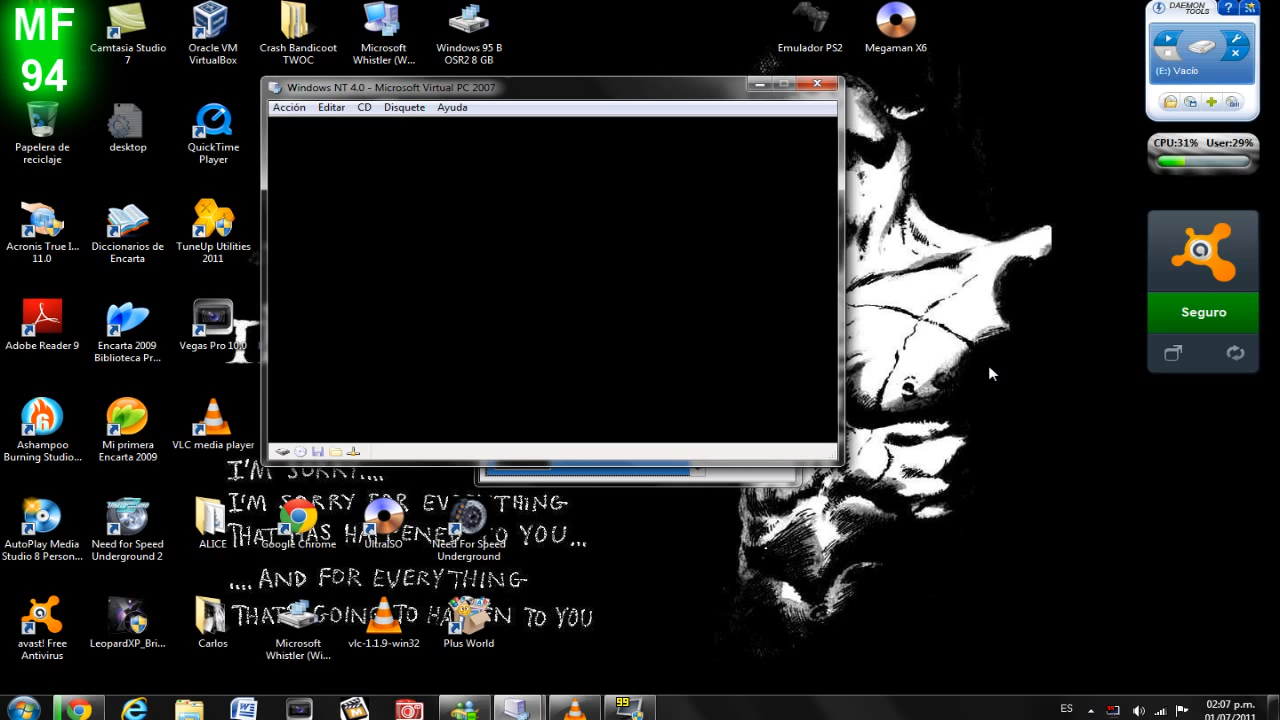 MF
94
Camtasia Studio
7
Oracle VM
VirtualBox
Crash Bandicoot
TWOC
Microsoft
Whistler (W...
Windows 95 B
OSR2 8 GB
Emulador PS2
Megaman X6
DAEMON
TOOLS
(E:) Vacío
CPU:31% User:29%
Seguro
Windows NT 4.0 - Microsoft Virtual PC 2007
Acción Editar CD Disquete Ayuda
Papelera de
reciclaje
desktop
QuickTime
Player
Acronis True I...
11.0
Diccionarios de
Encarta
TuneUp Utilities
2011
Adobe Reader 9
Encarta 2009
Biblioteca Pr...
Vegas Pro 10.0
Ashampoo
Burning Studio...
Mi primera
Encarta 2009
VLC media player
I'M SORRY....
I'M SORRY FOR EVERYTHING
THAT HAS HAPPENED TO YOU...
....AND FOR EVERYTHING
THAT'S GOING TO HAPPEN TO YOU
AutoPlay Media
Studio 8 Person...
Need for Speed
Underground 2
ALICE
Google Chrome
UltraISO
Need For Speed
Underground
avast! Free
Antivirus
LeopardXP_Bri...
Carlos
Microsoft
Whistler (Wi...
vlc-1.1.9-win32
Plus World
99
ES
02:07 p.m.
01/07/2011